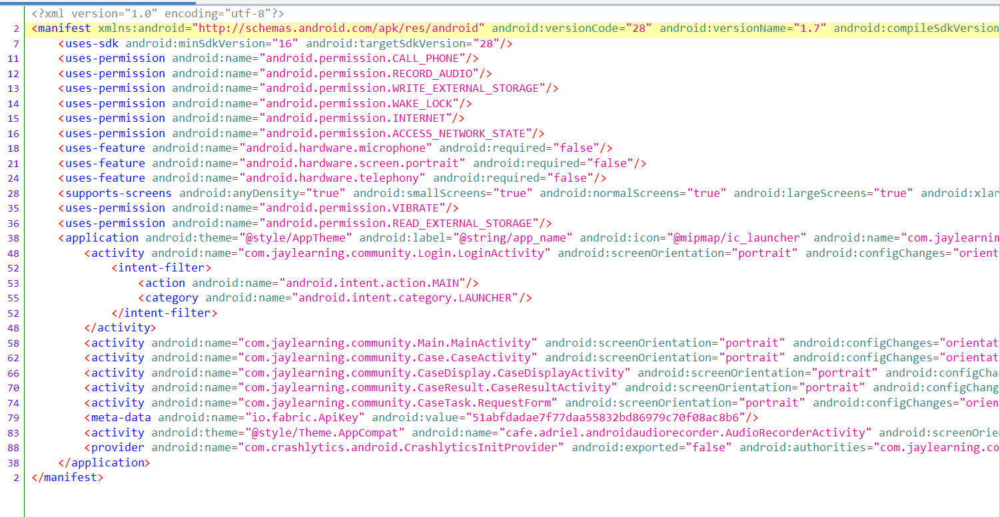 <?xml version="1.0" encoding="utf-8"?>
2 <manifest xmlns:android="http://schemas.android.com/apk/res/android" android:versionCode="28" android:versionName="1.7" android:compileSdkVersion
7 <uses-sdk android:minSdkVersion="16" android:targetSdkVersion="28"/>
11 <uses-permission android:name="android.permission.CALL_PHONE"/>
12 <uses-permission android:name="android.permission.RECORD_AUDIO"/>
13 <uses-permission android:name="android.permission.WRITE_EXTERNAL_STORAGE"/>
14 <uses-permission android:name="android.permission.WAKE_LOCK"/>
15 <uses-permission android:name="android.permission.INTERNET"/>
16 <uses-permission android:name="android.permission.ACCESS_NETWORK_STATE"/>
18 <uses-feature android:name="android.hardware.microphone" android:required="false"/>
21 <uses-feature android:name="android.hardware.screen.portrait" android:required="false"/>
24 <uses-feature android:name="android.hardware.telephony" android:required="false"/>
28 <supports-screens android:anyDensity="true" android:smallScreens="true" android:normalScreens="true" android:largeScreens="true" android:xlar
35 <uses-permission android:name="android.permission.VIBRATE"/>
36 <uses-permission android:name="android.permission.READ_EXTERNAL_STORAGE"/>
38 <application android:theme="@style/AppTheme" android:label="@string/app_name" android:icon="@mipmap/ic_launcher" android:name="com.jaylearnin
48 <activity android:name="com.jaylearning.community.Login.LoginActivity" android:screenOrientation="portrait" android:configChanges="orient
52 <intent-filter>
53 <action android:name="android.intent.action.MAIN"/>
55 <category android:name="android.intent.category.LAUNCHER"/>
52 </intent-filter>
48 </activity>
58 <activity android:name="com.jaylearning.community.Main.MainActivity" android:screenOrientation="portrait" android:configChanges="orientat
62 <activity android:name="com.jaylearning.community.Case.CaseActivity" android:screenOrientation="portrait" android:configChanges="orientat
66 <activity android:name="com.jaylearning.community.CaseDisplay.CaseDisplayActivity" android:screenOrientation="portrait" android:configCha
70 <activity android:name="com.jaylearning.community.CaseResult.CaseResultActivity" android:screenOrientation="portrait" android:configChang
74 <activity android:name="com.jaylearning.community.CaseTask.RequestForm" android:screenOrientation="portrait" android:configChanges="orien
79 <meta-data android:name="io.fabric.ApiKey" android:value="51abfdadae7f77daa55832bd86979c70f08ac8b6"/>
83 <activity android:theme="@style/Theme.AppCompat" android:name="cafe.adriel.androidaudiorecorder.AudioRecorderActivity" android:screenOrie
88 <provider android:name="com.crashlytics.android.CrashlyticsInitProvider" android:exported="false" android:authorities="com.jaylearning.co
38 </application>
2 </manifest>